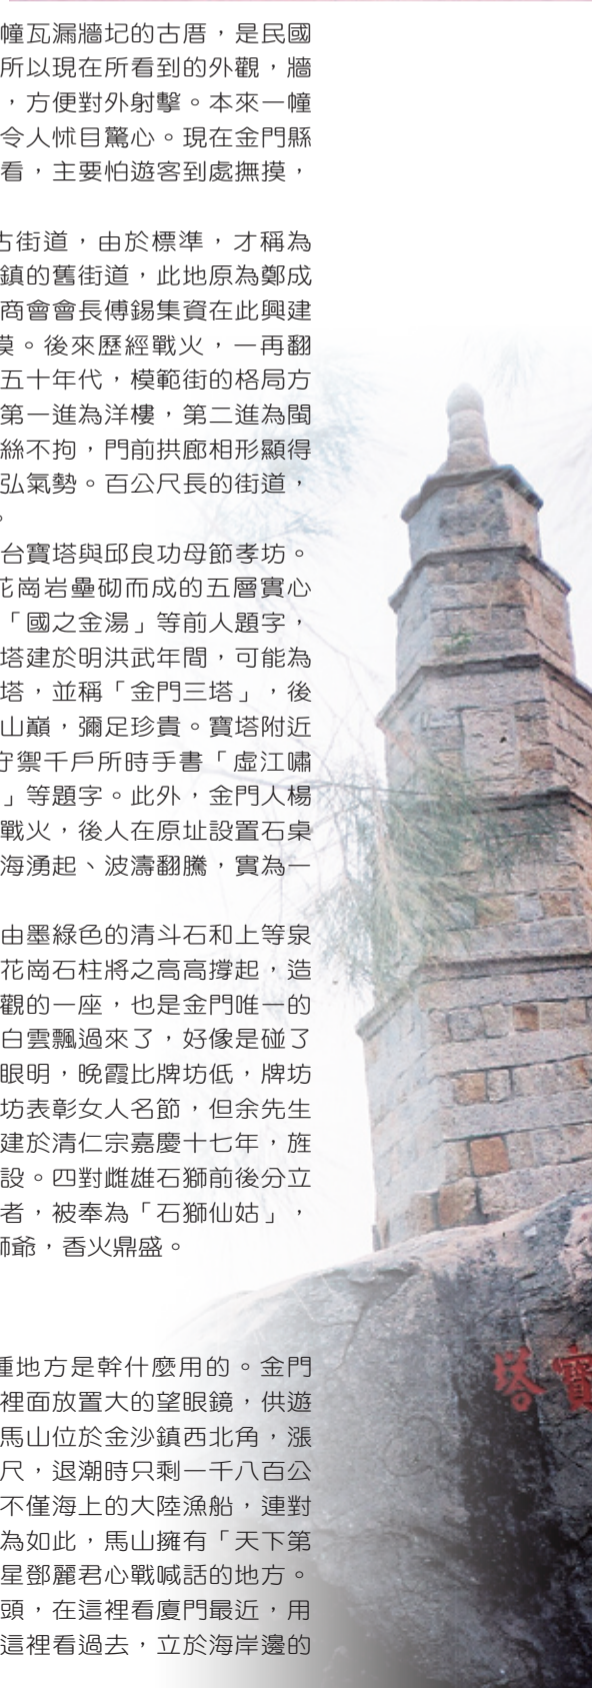 幢瓦漏牆圮的古厝，是民國
所以現在所看到的外觀，牆
，方便對外射擊。本來一幢
令人怵目驚心。現在金門縣
看，主要怕遊客到處撫摸，
古街道，由於標準，才稱為
鎮的舊街道，此地原為鄭成
商會會長傅錫集資在此興建
模。後來歷經戰火，一再翻
五十年代，模範街的格局方
第一進為洋樓，第二進為閩
絲不拘，門前拱廊相形顯得
弘氣勢。百公尺長的街道，
。
台寶塔與邱良功母節孝坊。
花崗岩壘砌而成的五層實心
「國之金湯」等前人題字，
塔建於明洪武年間，可能為
塔，並稱「金門三塔」，後
山巔，彌足珍貴。寶塔附近
守禦千戶所時手書「虛江嘯
」等題字。此外，金門人楊
戰火，後人在原址設置石桌
海湧起、波濤翻騰，實為一
由墨綠色的清斗石和上等泉
花崗石柱將之高高撐起，造
觀的一座，也是金門唯一的
白雲飄過來了，好像是碰了
眼明，晚霞比牌坊低，牌坊
坊表彰女人名節，但余先生
建於清仁宗嘉慶十七年，旌
設。四對雌雄石獅前後分立
者，被奉為「石獅仙姑」，
獅爺，香火鼎盛。
種地方是幹什麼用的。金門
裡面放置大的望眼鏡，供遊
馬山位於金沙鎮西北角，漲
尺，退潮時只剩一千八百公
不僅海上的大陸漁船，連對
為如此，馬山擁有「天下第
星鄧麗君心戰喊話的地方。
頭，在這裡看廈門最近，用
這裡看過去，立於海岸邊的
寶塔